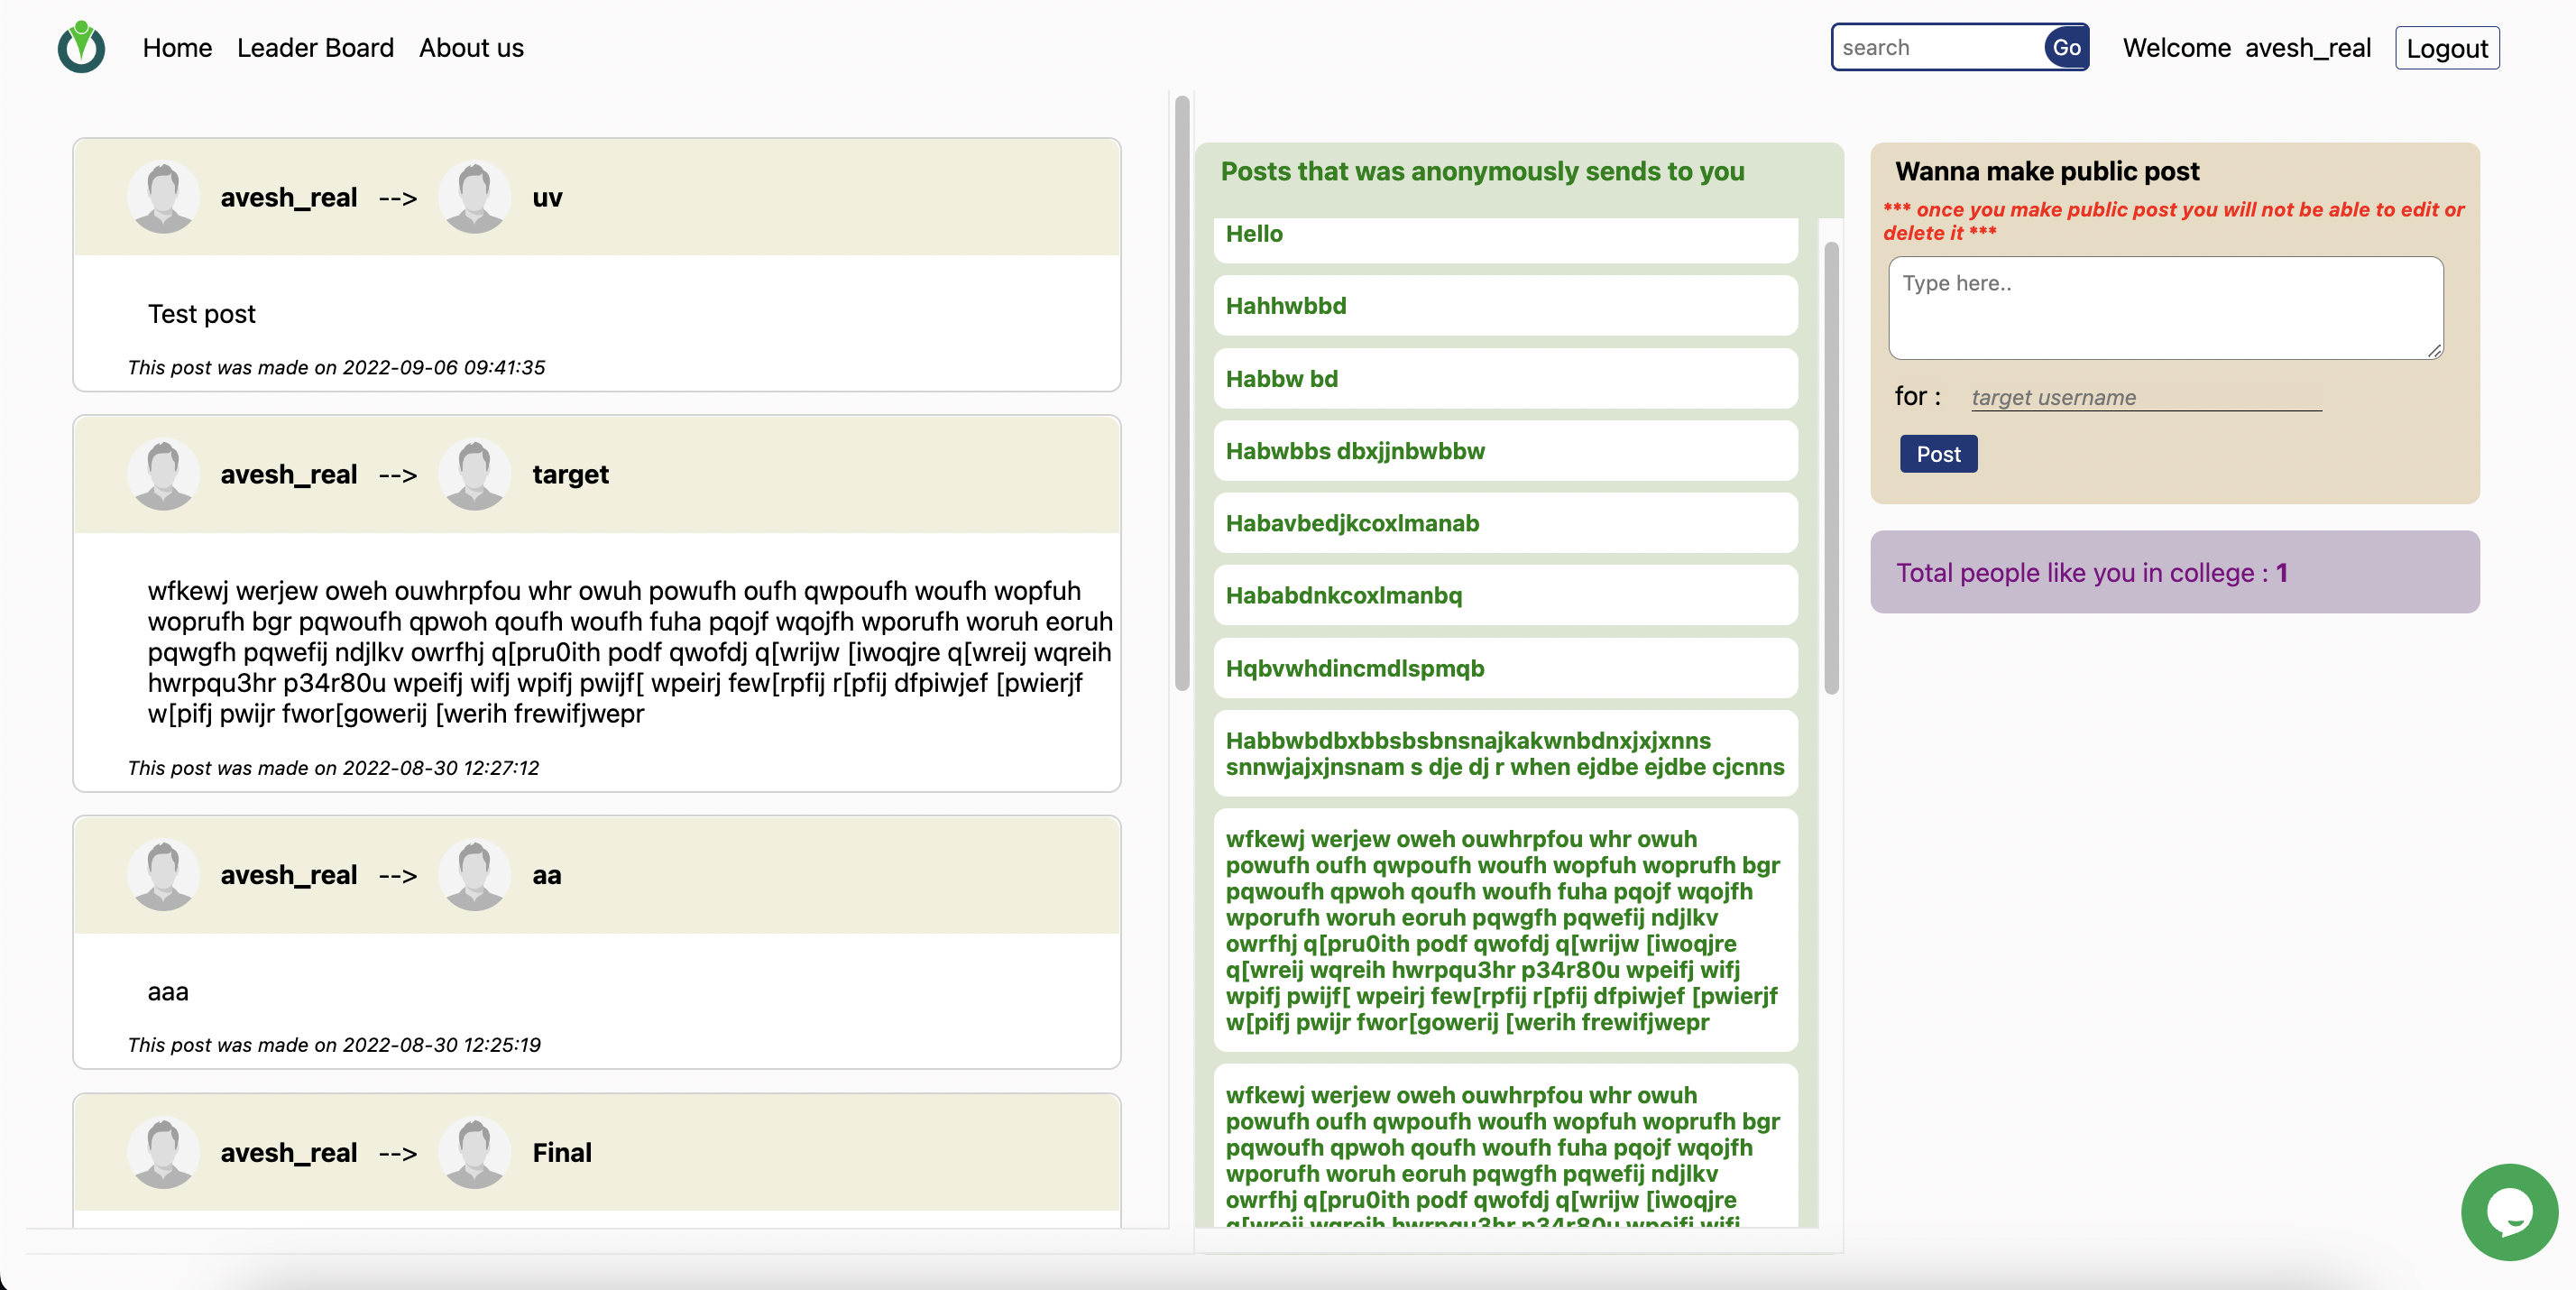 Home Leader Board About us
search Go Welcome avesh_real Logout
avesh_real --> uv
Test post
This post was made on 2022-09-06 09:41:35
avesh_real --> target
wfkewj werjew oweh ouwhrpfou whr owuh powufh oufh qwpoufh woufh wopfuh
woprufh bgr pqwoufh qpwoh qoufh woufh fuha pqojf wqojfh wporufh woruh eoruh
pqwgfh pqwefij ndjlkv owrfhj q[pru0ith podf qwofdj q[wrijw [iwoqjre q[wreij wqreih
hwrpqu3hr p34r80u wpeifj wifj wpifj pwijf[ wpeirj few[rpfij r[pfij dfpiwjef [pwierjf
w[pifj pwijr fwor[gowerij [werih frewifjwepr
This post was made on 2022-08-30 12:27:12
avesh_real --> aa
aaa
This post was made on 2022-08-30 12:25:19
avesh_real --> Final
Posts that was anonymously sends to you
Hello
Hahhwbbd
Habbw bd
Habwbbs dbxjjnbwbbw
Habavbedjkcoxlmanab
Hababdnkcoxlmanbq
Hqbvwhdincmdlspmqb
Habbwbdbxbbsbsbnsnajkakwnbdnxjxjxnns
snnwjajxjnsnam s dje dj r when ejdbe ejdbe cjcnns
wfkewj werjew oweh ouwhrpfou whr owuh
powufh oufh qwpoufh woufh wopfuh woprufh bgr
pqwoufh qpwoh qoufh woufh fuha pqojf wqojfh
wporufh woruh eoruh pqwgfh pqwefij ndjlkv
owrfhj q[pru0ith podf qwofdj q[wrijw [iwoqjre
q[wreij wqreih hwrpqu3hr p34r80u wpeifj wifj
wpifj pwijf[ wpeirj few[rpfij r[pfij dfpiwjef [pwierjf
w[pifj pwijr fwor[gowerij [werih frewifjwepr
wfkewj werjew oweh ouwhrpfou whr owuh
powufh oufh qwpoufh woufh wopfuh woprufh bgr
pqwoufh qpwoh qoufh woufh fuha pqojf wqojfh
wporufh woruh eoruh pqwgfh pqwefij ndjlkv
owrfhj q[pru0ith podf qwofdj q[wrijw [iwoqjre
q[wreij wqreih hwrpqu3hr p34r80u wpeifj wifj
Wanna make public post
*** once you make public post you will not be able to edit or
delete it ***
Type here..
for : target username
Post
Total people like you in college : 1